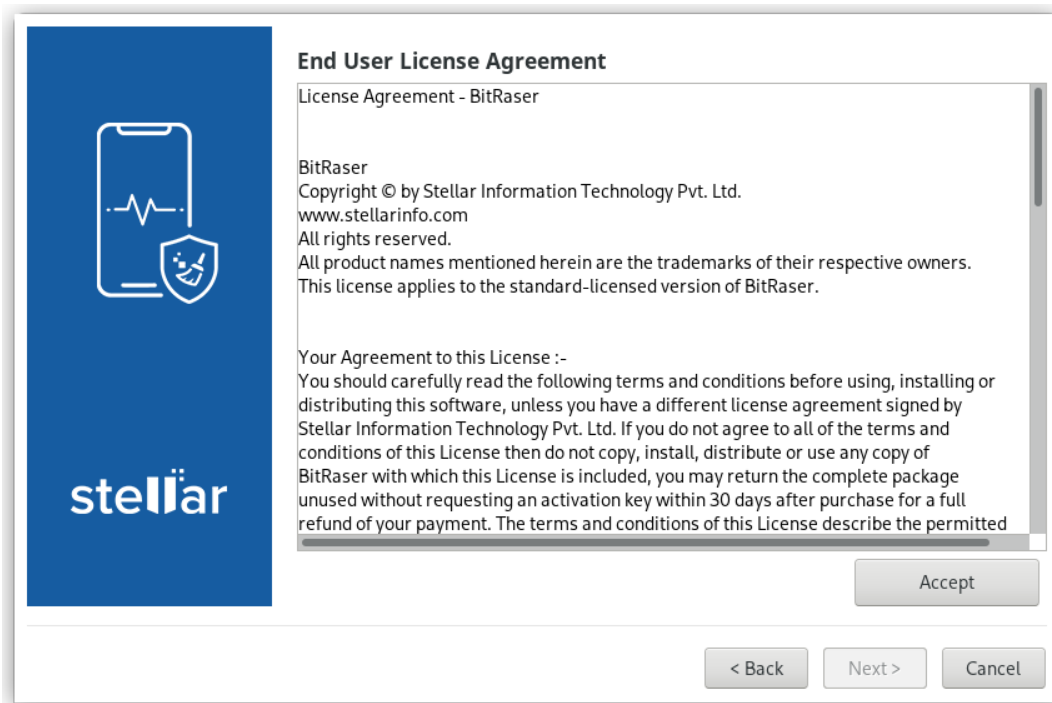 End User License Agreement
License Agreement - BitRaser
BitRaser
Copyright © by Stellar Information Technology Pvt. Ltd.
www.stellarinfo.com
All rights reserved.
All product names mentioned herein are the trademarks of their respective owners.
This license applies to the standard-licensed version of BitRaser.
Your Agreement to this License :-
You should carefully read the following terms and conditions before using, installing or
distributing this software, unless you have a different license agreement signed by
Stellar Information Technology Pvt. Ltd. If you do not agree to all of the terms and
conditions of this License then do not copy, install, distribute or use any copy of
BitRaser with which this License is included, you may return the complete package
unused without requesting an activation key within 30 days after purchase for a full
refund of your payment. The terms and conditions of this License describe the permitted
stellar
Accept
< Back
Next >
Cancel